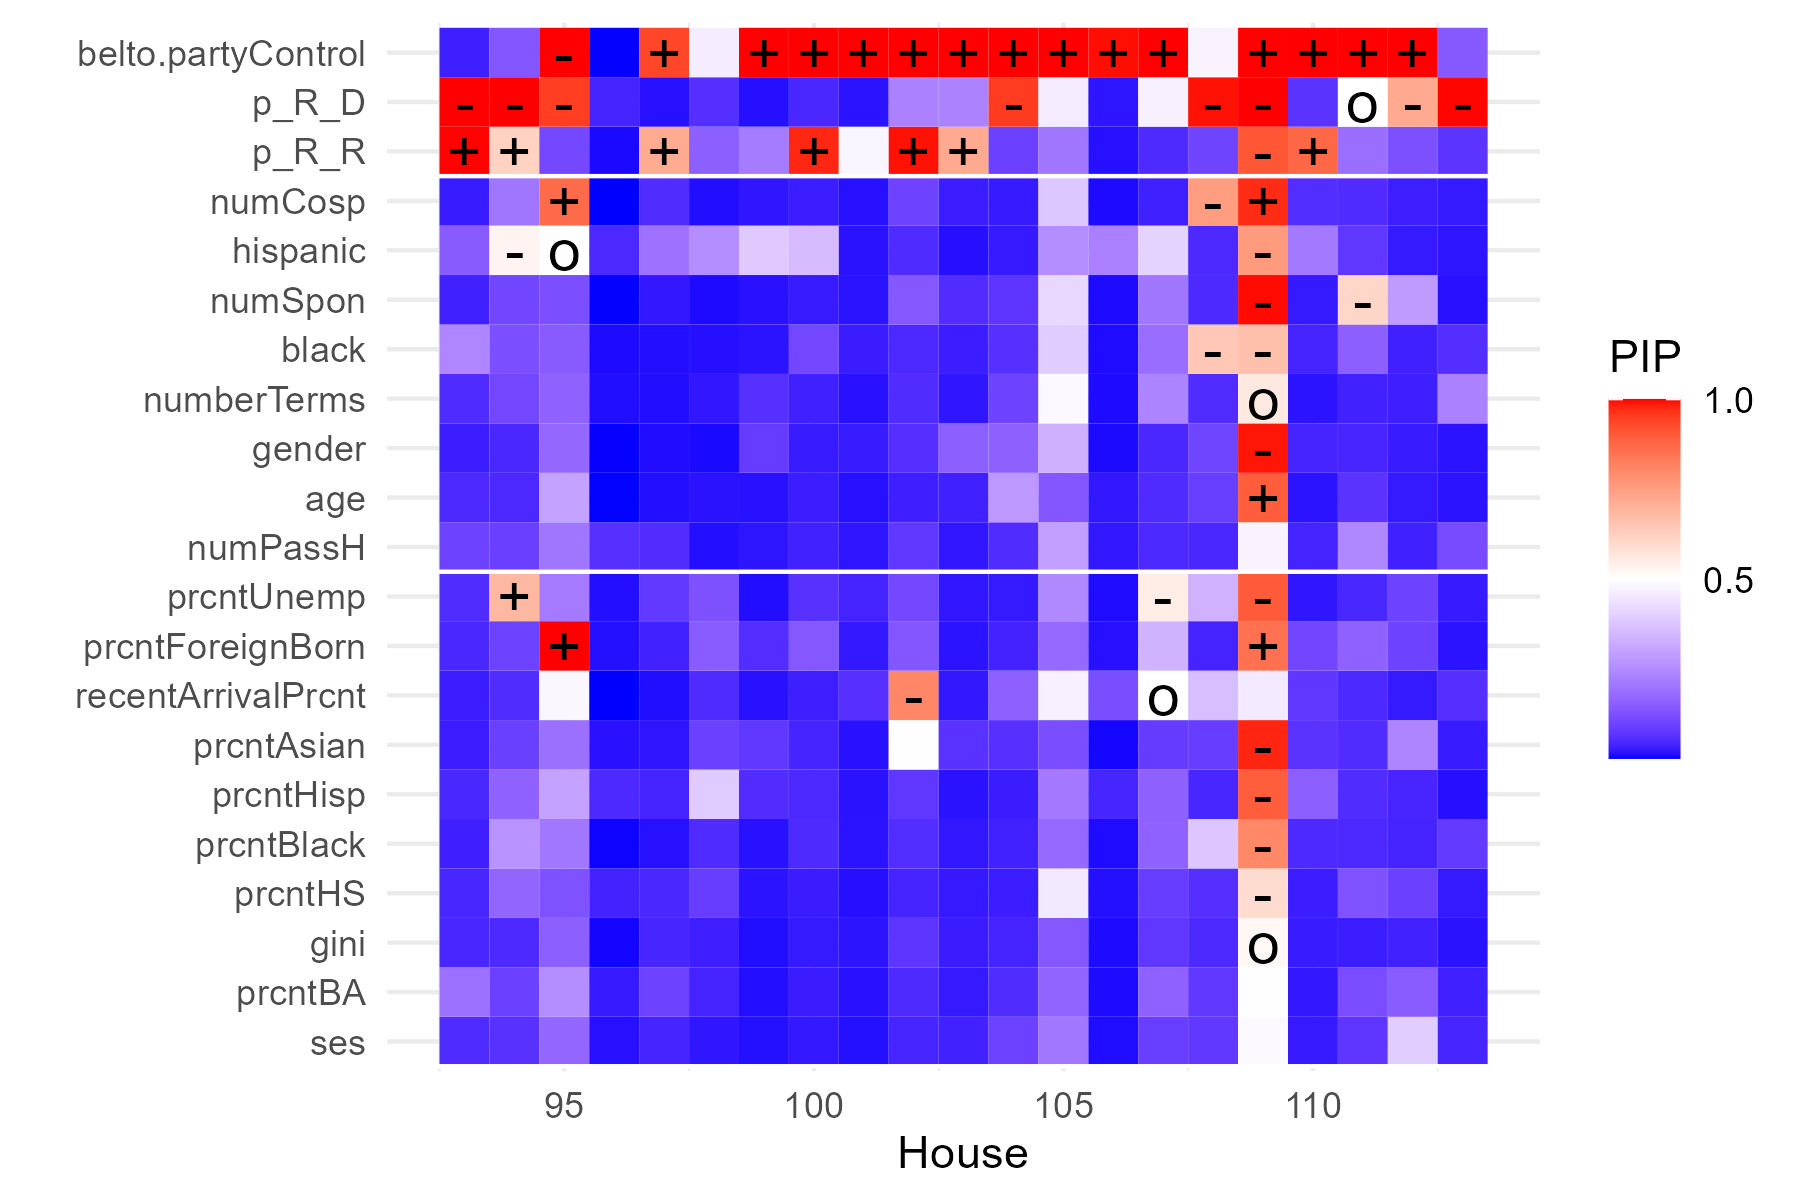 belto.partyControl - + + + + + + + + + + + + + +
p_R_D - - - - - - o - -
p_R_R + + + + + + - +
numCosp + - +
hispanic - o -
numSpon - -
black - -
numberTerms o
gender -
age +
numPassH
prcntUnemp + - -
prcntForeignBorn + +
recentArrivalPrcnt - o
prcntAsian -
prcntHisp -
prcntBlack -
prcntHS -
gini o
prcntBA
ses
95 100 105 110
House
PIP
1.0
0.5